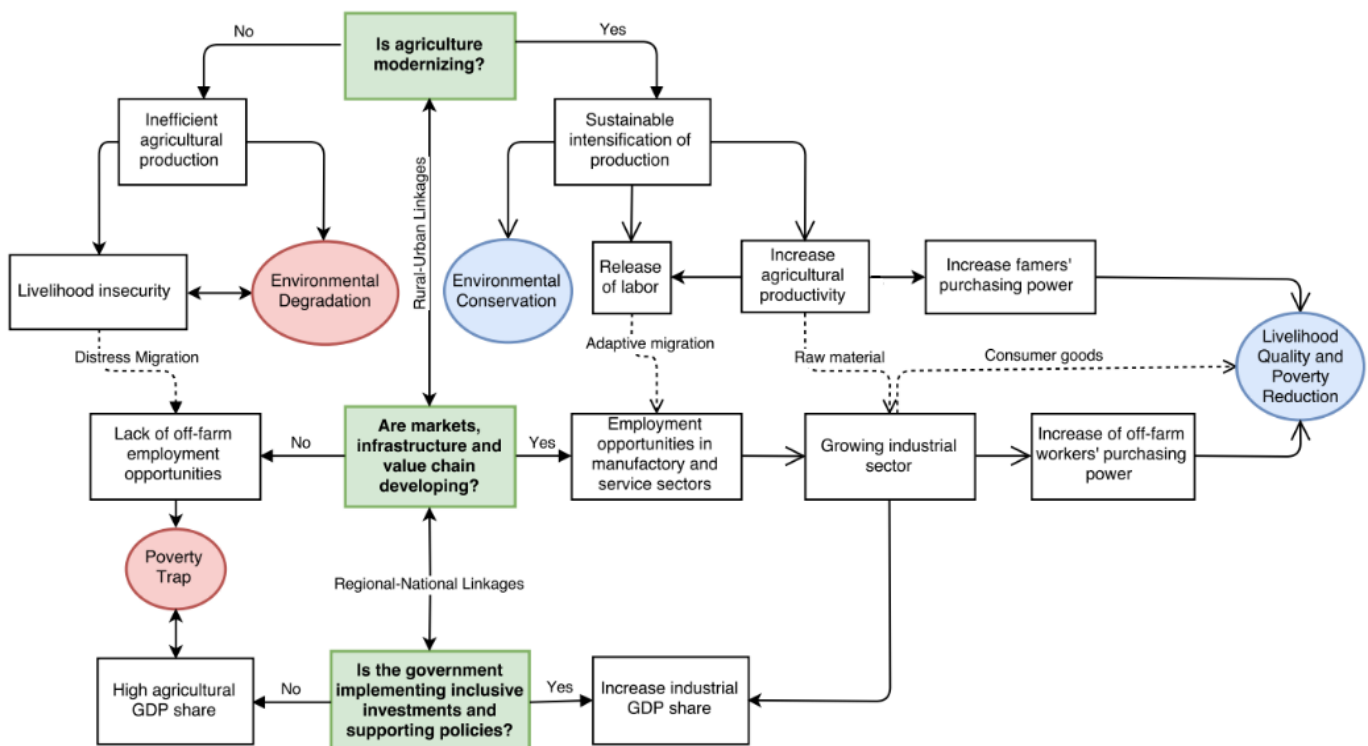 No
Is agriculture
modernizing?
Yes
Inefficient
agricultural
production
Sustainable
intensification of
production
Rural-Urban Linkages
Livelihood insecurity
Environmental
Degradation
Environmental
Conservation
Release
of labor
Increase
agricultural
productivity
Increase famers'
purchasing power
Livelihood
Quality and
Poverty
Reduction
Distress Migration
Adaptive migration
Raw material
Consumer goods
Lack of off-farm
employment
opportunities
No
Are markets,
infrastructure and
value chain
developing?
Yes
Employment
opportunities in
manufactory and
service sectors
Growing industrial
sector
Increase of off-farm
workers' purchasing
power
Poverty
Trap
Regional-National Linkages
High agricultural
GDP share
No
Is the government
implementing inclusive
investments and
supporting policies?
Yes
Increase industrial
GDP share